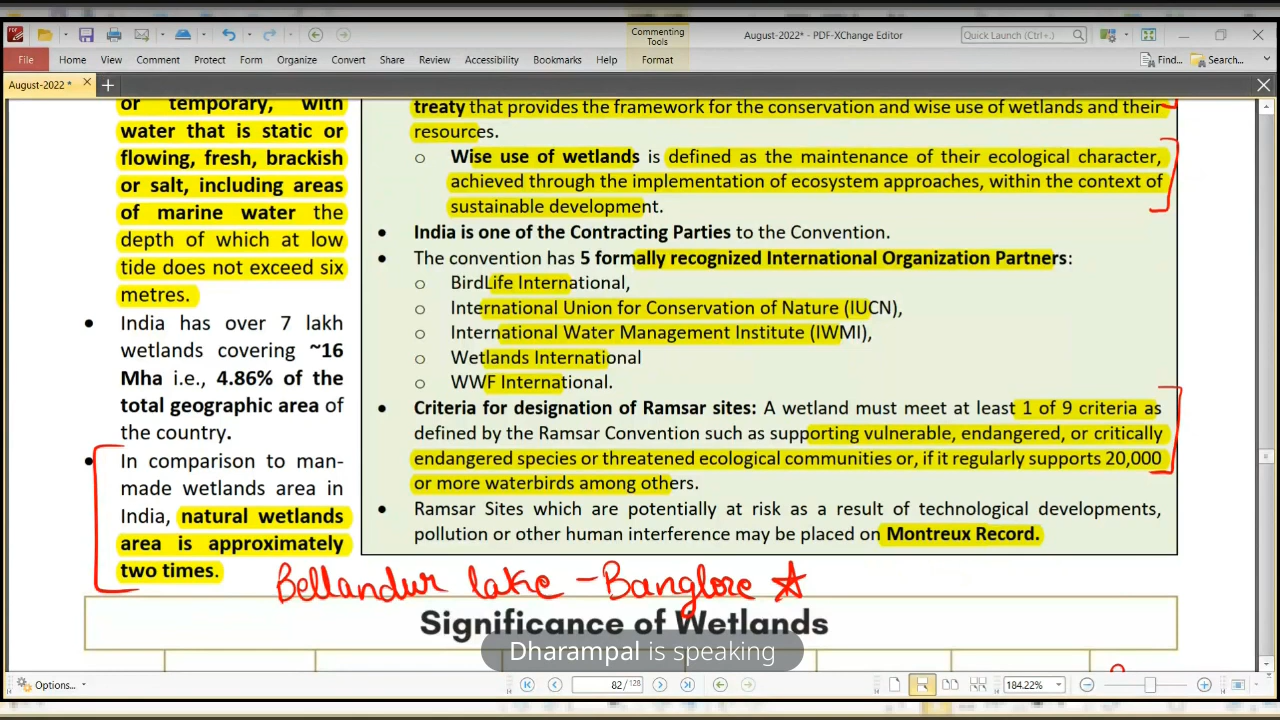 Commenting
Tools
August-2022* - PDF-XChange Editor
Quick Launch (Ctrl+.)
File Home View Comment Protect Form Organize Convert Share Review Accessibility Bookmarks Help Format
Find... Search...
August-2022 *
or temporary, with
water that is static or
flowing, fresh, brackish
or salt, including areas
of marine water the
depth of which at low
tide does not exceed six
metres.
India has over 7 lakh
wetlands covering ~16
Mha i.e., 4.86% of the
total geographic area of
the country.
In comparison to man-
made wetlands area in
India, natural wetlands
area is approximately
two times.
treaty that provides the framework for the conservation and wise use of wetlands and their
resources.
Wise use of wetlands is defined as the maintenance of their ecological character,
achieved through the implementation of ecosystem approaches, within the context of
sustainable development.
India is one of the Contracting Parties to the Convention.
The convention has 5 formally recognized International Organization Partners:
BirdLife International,
International Union for Conservation of Nature (IUCN),
International Water Management Institute (IWMI),
Wetlands International
WWF International.
Criteria for designation of Ramsar sites: A wetland must meet at least 1 of 9 criteria as
defined by the Ramsar Convention such as supporting vulnerable, endangered, or critically
endangered species or threatened ecological communities or, if it regularly supports 20,000
or more waterbirds among others.
Ramsar Sites which are potentially at risk as a result of technological developments,
pollution or other human interference may be placed on Montreux Record.
Bellandur lake - Banglore
Significance of Wetlands
Dharampal is speaking
Options... 82 / 128 184.22%